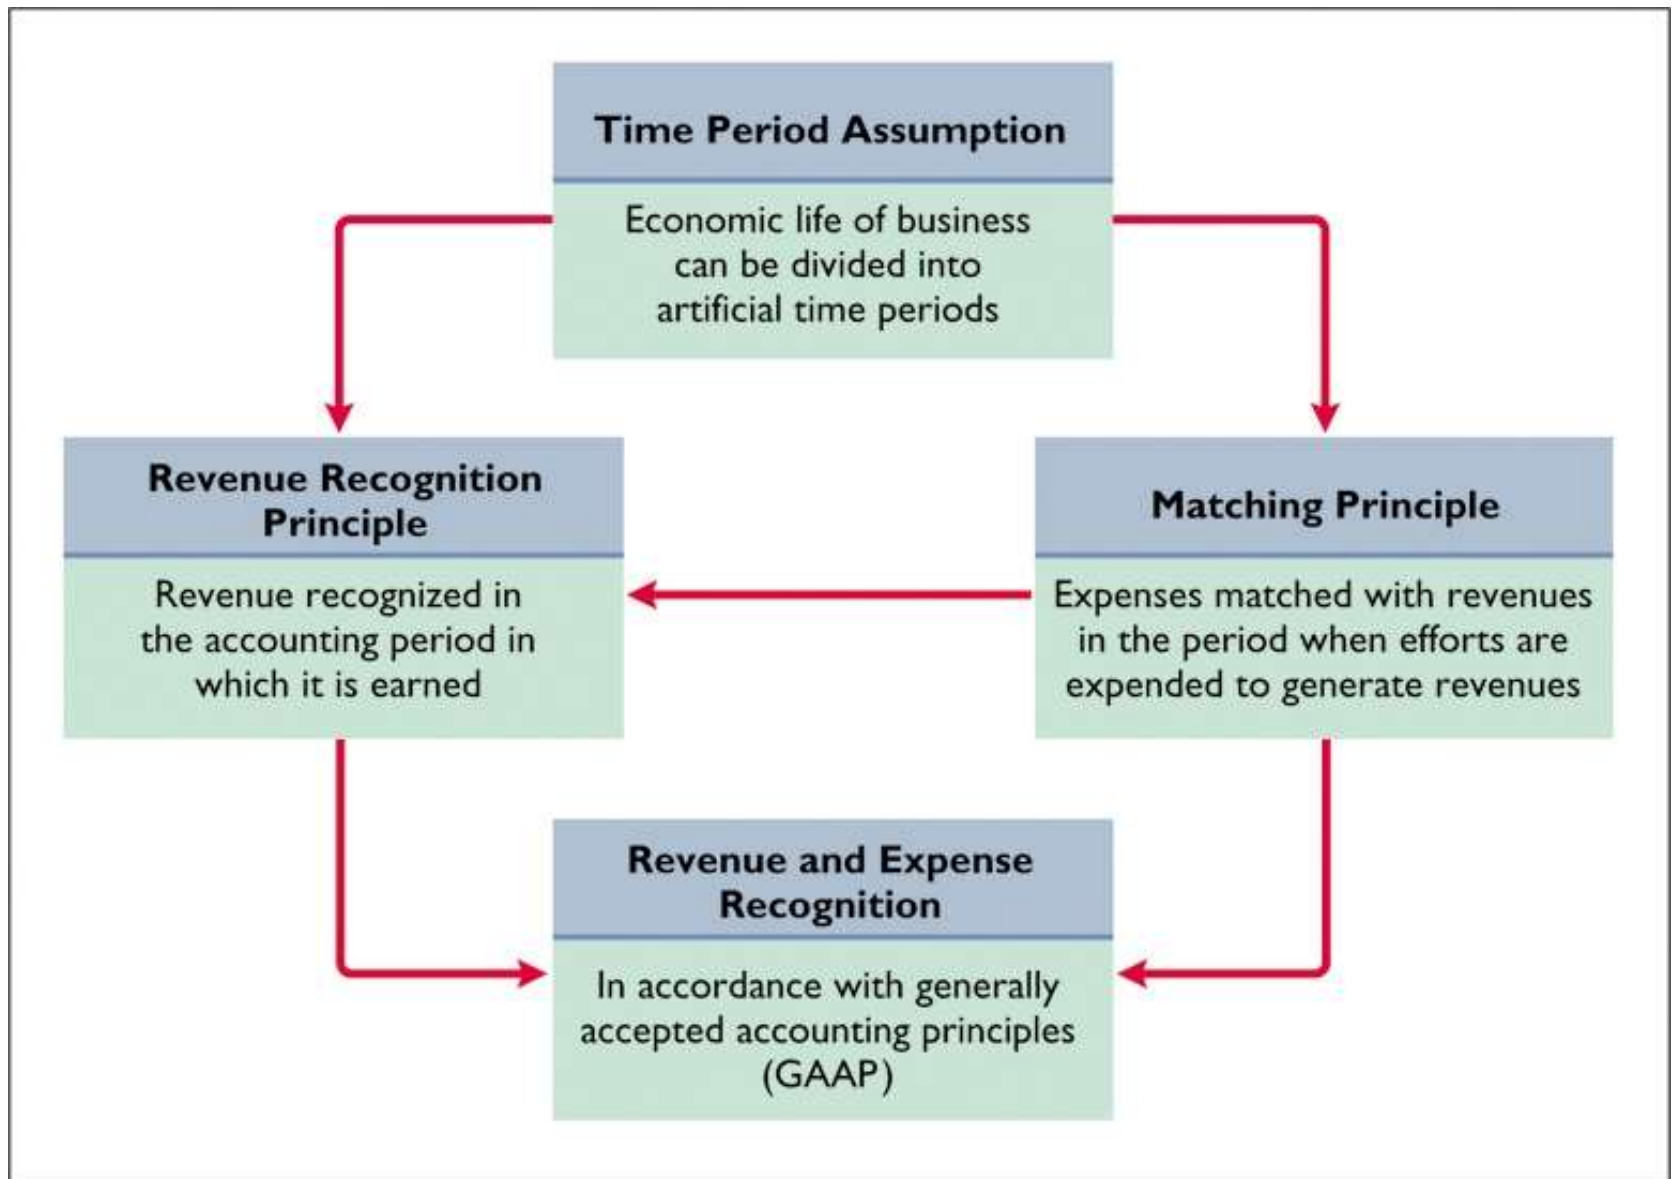 Time Period Assumption
Economic life of business
can be divided into
artificial time periods
Revenue Recognition
Principle
Revenue recognized in
the accounting period in
which it is earned
Matching Principle
Expenses matched with revenues
in the period when efforts are
expended to generate revenues
Revenue and Expense
Recognition
In accordance with generally
accepted accounting principles
(GAAP)